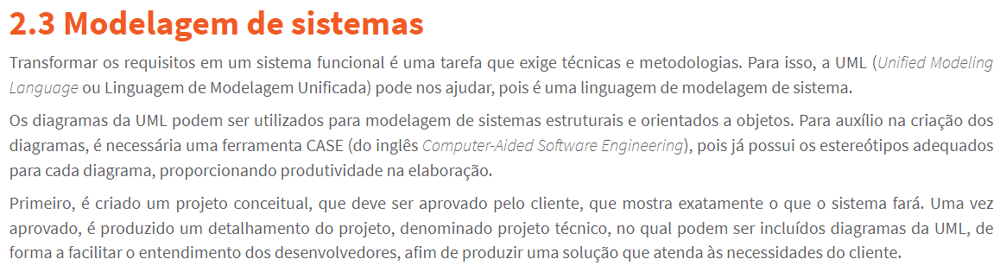 2.3 Modelagem de sistemas
Transformar os requisitos em um sistema funcional é uma tarefa que exige técnicas e metodologias. Para isso, a UML (Unified Modeling
Language ou Linguagem de Modelagem Unificada) pode nos ajudar, pois é uma linguagem de modelagem de sistema.
Os diagramas da UML podem ser utilizados para modelagem de sistemas estruturais e orientados a objetos. Para auxílio na criação dos
diagramas, é necessária uma ferramenta CASE (do inglês Computer-Aided Software Engineering), pois já possui os estereótipos adequados
para cada diagrama, proporcionando produtividade na elaboração.
Primeiro, é criado um projeto conceitual, que deve ser aprovado pelo cliente, que mostra exatamente o que o sistema fará. Uma vez
aprovado, é produzido um detalhamento do projeto, denominado projeto técnico, no qual podem ser incluídos diagramas da UML, de
forma a facilitar o entendimento dos desenvolvedores, afim de produzir uma solução que atenda às necessidades do cliente.